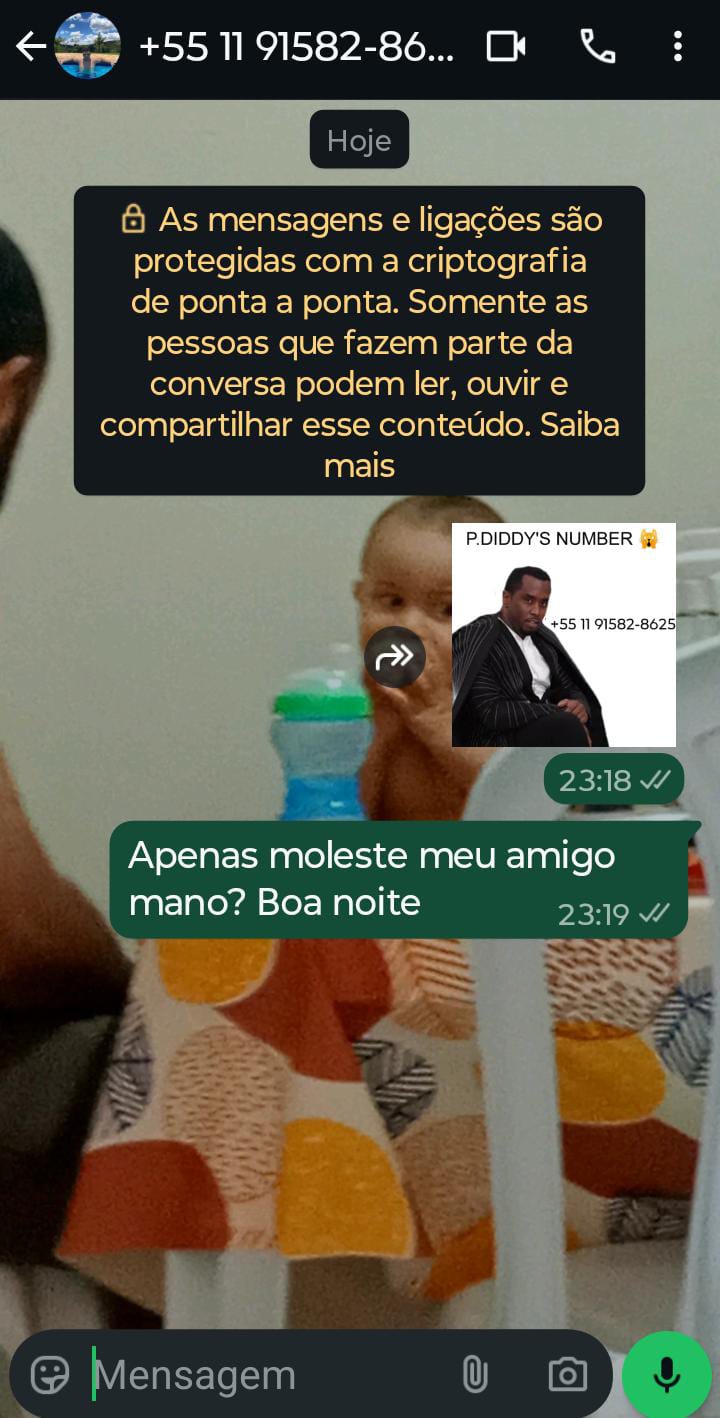 +55 11 91582-86...
Hoje
As mensagens e ligações são
protegidas com a criptografia
de ponta a ponta. Somente as
pessoas que fazem parte da
conversa podem ler, ouvir e
compartilhar esse conteúdo. Saiba
mais
P.DIDDY'S NUMBER 🙀
+55 11 91582-8625
23:18
Apenas moleste meu amigo
mano? Boa noite
23:19
Mensagem